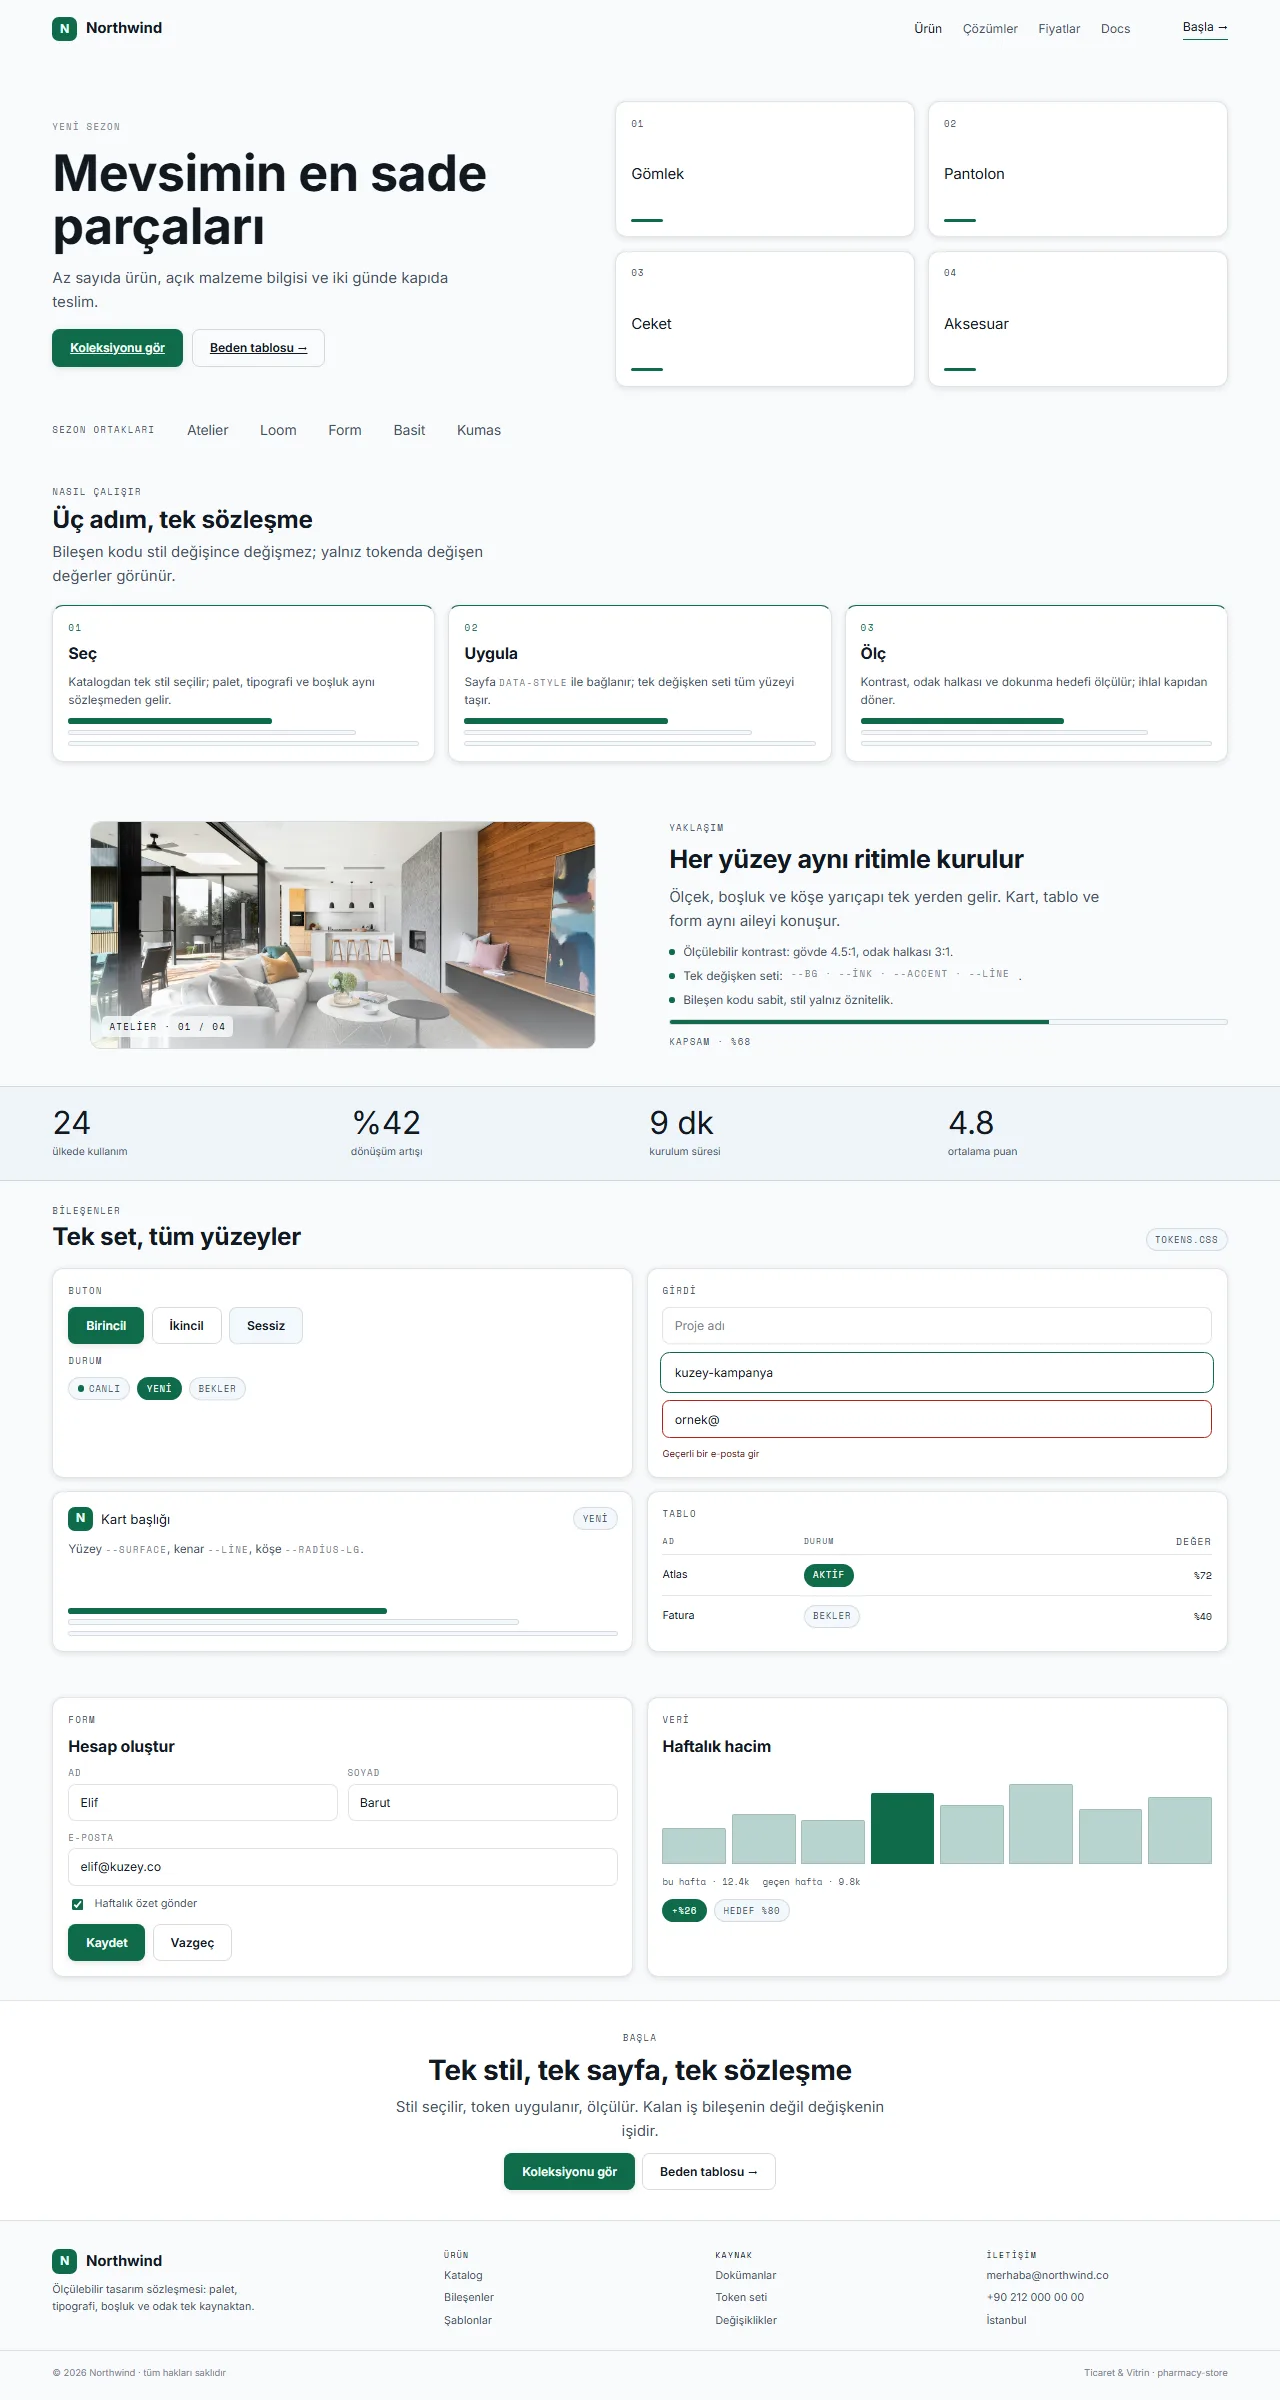 N Northwind
Ürün Çözümler Fiyatlar Docs Başla →
YENİ SEZON
Mevsimin en sade
parçaları
Az sayıda ürün, açık malzeme bilgisi ve iki günde kapıda
teslim.
Koleksiyonu gör Beden tablosu →
01
Gömlek
02
Pantolon
03
Ceket
04
Aksesuar
SEZON ORTAKLARI Atelier Loom Form Basit Kumas
NASIL ÇALIŞIR
Üç adım, tek sözleşme
Bileşen kodu stil değişince değişmez; yalnız tokenda değişen
değerler görünür.
01
Seç
Katalogdan tek stil seçilir; palet, tipografi ve boşluk aynı
sözleşmeden gelir.
02
Uygula
Sayfa DATA-STYLE ile bağlanır; tek değişken seti tüm yüzeyi
taşır.
03
Ölç
Kontrast, odak halkası ve dokunma hedefi ölçülür; ihlal kapıdan
döner.
ATELİER · 01 / 04
YAKLAŞIM
Her yüzey aynı ritimle kurulur
Ölçek, boşluk ve köşe yarıçapı tek yerden gelir. Kart, tablo ve
form aynı aileyi konuşur.
Ölçülebilir kontrast: gövde 4.5:1, odak halkası 3:1.
Tek değişken seti: --BG · --İNK · --ACCENT · --LİNE .
Bileşen kodu sabit, stil yalnız öznitelik.
KAPSAM · %68
24
ülkede kullanım
%42
dönüşüm artışı
9 dk
kurulum süresi
4.8
ortalama puan
BİLEŞENLER
Tek set, tüm yüzeyler
TOKENS.CSS
BUTON
Birincil İkincil Sessiz
DURUM
CANLI YENİ BEKLER
GİRDİ
Proje adı
kuzey-kampanya
ornek@
Geçerli bir e-posta gir
N Kart başlığı YENİ
Yüzey --SURFACE, kenar --LİNE, köşe --RADİUS-LG.
TABLO
AD DURUM DEĞER
Atlas AKTİF %72
Fatura BEKLER %40
FORM
Hesap oluştur
AD SOYAD
Elif Barut
E-POSTA
elif@kuzey.co
Haftalık özet gönder
Kaydet Vazgeç
VERİ
Haftalık hacim
bu hafta · 12.4k geçen hafta · 9.8k
+%26 HEDEF %80
BAŞLA
Tek stil, tek sayfa, tek sözleşme
Stil seçilir, token uygulanır, ölçülür. Kalan iş bileşenin değil değişkenin
işidir.
Koleksiyonu gör Beden tablosu →
N Northwind
Ölçülebilir tasarım sözleşmesi: palet,
tipografi, boşluk ve odak tek kaynaktan.
ÜRÜN
Katalog
Bileşenler
Şablonlar
KAYNAK
Dokümanlar
Token seti
Değişiklikler
İLETİŞİM
merhaba@northwind.co
+90 212 000 00 00
İstanbul
© 2026 Northwind · tüm hakları saklıdır
Ticaret & Vitrin · pharmacy-store